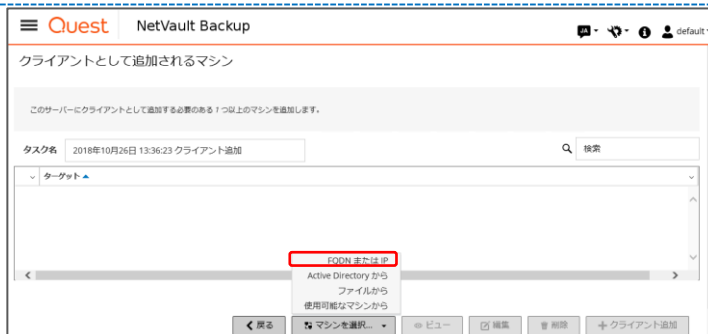 Quest NetVault Backup
JA
default
クライアントとして追加されるマシン
このサーバーにクライアントとして追加する必要のある 1 つ以上のマシンを追加します。
タスク名 2018年10月26日 13:36:23 クライアント追加 検索
ターゲット
FQDN または IP
Active Directory から
ファイルから
使用可能なマシンから
戻る マシンを選択... ビュー 編集 削除 クライアント追加